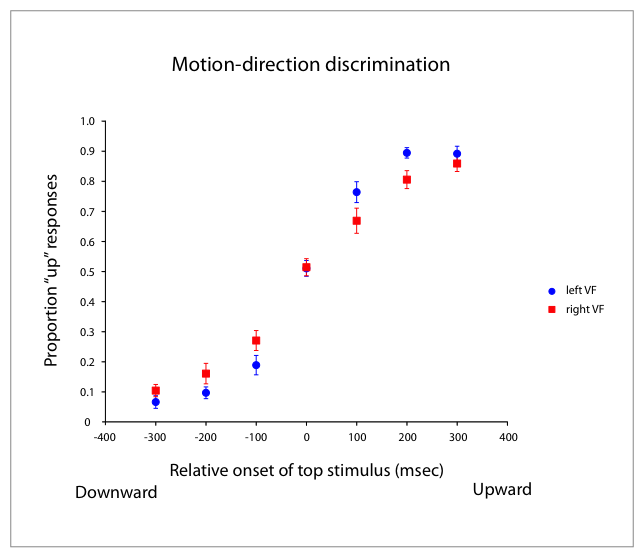 Motion-direction discrimination
1.0
0.9
0.8
0.7
0.6
0.5
0.4
0.3
0.2
0.1
0
Proportion “up” responses
-400 -300 -200 -100 0 100 200 300 400
Relative onset of top stimulus (msec)
Downward Upward
left VF
right VF